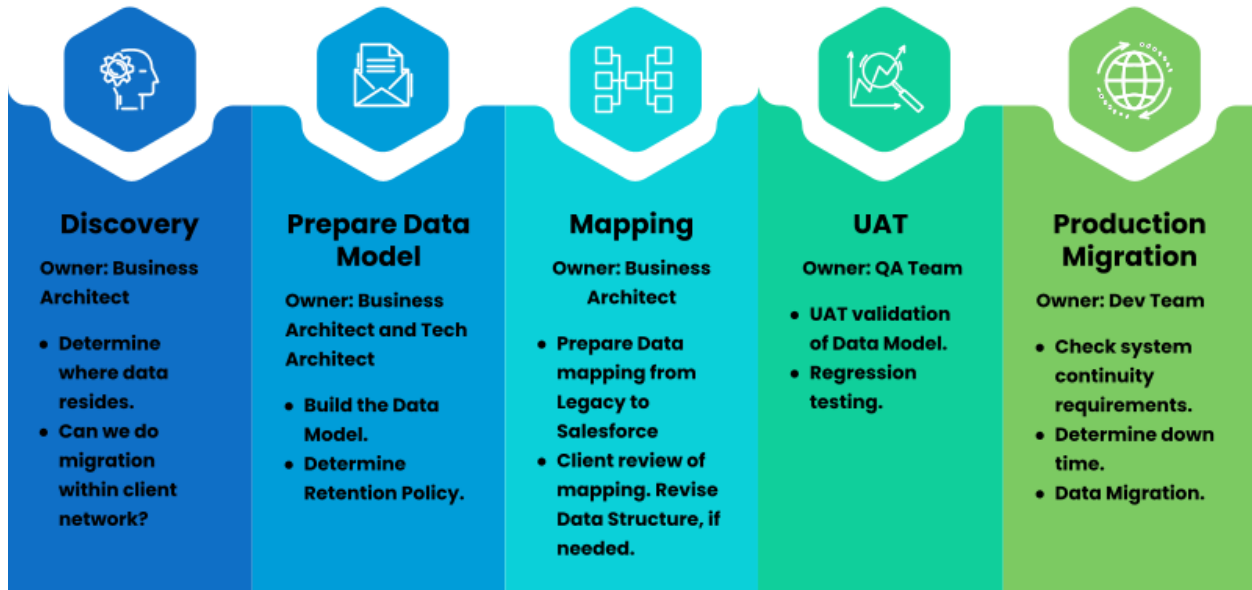 Discovery
Owner: Business
Architect
● Determine
where data
resides.
● Can we do
migration
within client
network?
Prepare Data
Model
Owner: Business
Architect and Tech
Architect
● Build the Data
Model.
● Determine
Retention Policy.
Mapping
Owner: Business
Architect
● Prepare Data
mapping from
Legacy to
Salesforce
● Client review of
mapping. Revise
Data Structure, if
needed.
UAT
Owner: QA Team
● UAT validation
of Data Model.
● Regression
testing.
Production
Migration
Owner: Dev Team
● Check system
continuity
requirements.
● Determine down
time.
● Data Migration.